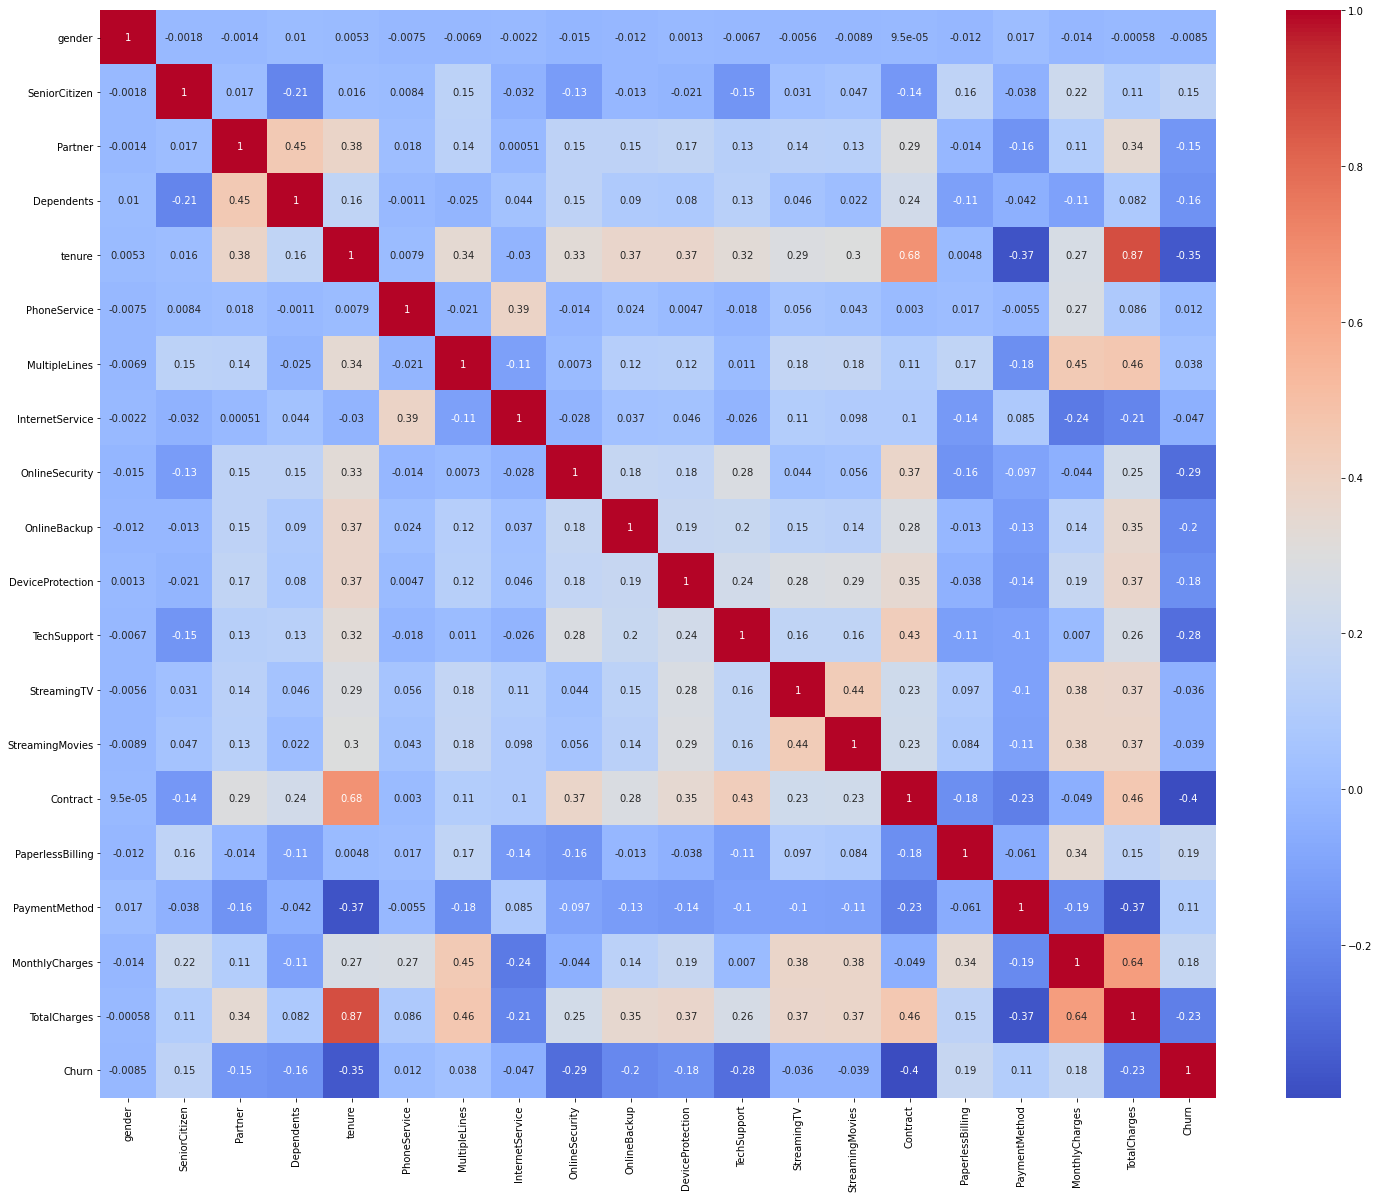 gender 1 -0.0018 -0.0014 0.01 0.0053 -0.0075 -0.0069 -0.0022 -0.015 -0.012 0.0013 -0.0067 -0.0056 -0.0089 9.5e-05 -0.012 0.017 -0.014 -0.00058 -0.0085
SeniorCitizen -0.0018 1 0.017 -0.21 0.016 0.0084 0.15 -0.032 -0.13 -0.013 -0.021 -0.15 0.031 0.047 -0.14 0.16 -0.038 0.22 0.11 0.15
Partner -0.0014 0.017 1 0.45 0.38 0.018 0.14 0.00051 0.15 0.15 0.17 0.13 0.14 0.13 0.29 -0.014 -0.16 0.11 0.34 -0.15
Dependents 0.01 -0.21 0.45 1 0.16 -0.0011 -0.025 0.044 0.15 0.09 0.08 0.13 0.046 0.022 0.24 -0.11 -0.042 -0.11 0.082 -0.16
tenure 0.0053 0.016 0.38 0.16 1 0.0079 0.34 -0.03 0.33 0.37 0.37 0.32 0.29 0.3 0.68 0.0048 -0.37 0.27 0.87 -0.35
PhoneService -0.0075 0.0084 0.018 -0.0011 0.0079 1 -0.021 0.39 -0.014 0.024 0.0047 -0.018 0.056 0.043 0.003 0.017 -0.0055 0.27 0.086 0.012
MultipleLines -0.0069 0.15 0.14 -0.025 0.34 -0.021 1 -0.11 0.0073 0.12 0.12 0.011 0.18 0.18 0.11 0.17 -0.18 0.45 0.46 0.038
InternetService -0.0022 -0.032 0.00051 0.044 -0.03 0.39 -0.11 1 -0.028 0.037 0.046 -0.026 0.11 0.098 0.1 -0.14 0.085 -0.24 -0.21 -0.047
OnlineSecurity -0.015 -0.13 0.15 0.15 0.33 -0.014 0.0073 -0.028 1 0.18 0.18 0.28 0.044 0.056 0.37 -0.16 -0.097 -0.044 0.25 -0.29
OnlineBackup -0.012 -0.013 0.15 0.09 0.37 0.024 0.12 0.037 0.18 1 0.19 0.2 0.15 0.14 0.28 -0.013 -0.13 0.14 0.35 -0.2
DeviceProtection 0.0013 -0.021 0.17 0.08 0.37 0.0047 0.12 0.046 0.18 0.19 1 0.24 0.28 0.29 0.35 -0.038 -0.14 0.19 0.37 -0.18
TechSupport -0.0067 -0.15 0.13 0.13 0.32 -0.018 0.011 -0.026 0.28 0.2 0.24 1 0.16 0.16 0.43 -0.11 -0.1 0.007 0.26 -0.28
StreamingTV -0.0056 0.031 0.14 0.046 0.29 0.056 0.18 0.11 0.044 0.15 0.28 0.16 1 0.44 0.23 0.097 -0.1 0.38 0.37 -0.036
StreamingMovies -0.0089 0.047 0.13 0.022 0.3 0.043 0.18 0.098 0.056 0.14 0.29 0.16 0.44 1 0.23 0.084 -0.11 0.38 0.37 -0.039
Contract 9.5e-05 -0.14 0.29 0.24 0.68 0.003 0.11 0.1 0.37 0.28 0.35 0.43 0.23 0.23 1 -0.18 -0.23 -0.049 0.46 -0.4
PaperlessBilling -0.012 0.16 -0.014 -0.11 0.0048 0.017 0.17 -0.14 -0.16 -0.013 -0.038 -0.11 0.097 0.084 -0.18 1 -0.061 0.34 0.15 0.19
PaymentMethod 0.017 -0.038 -0.16 -0.042 -0.37 -0.0055 -0.18 0.085 -0.097 -0.13 -0.14 -0.1 -0.1 -0.11 -0.23 -0.061 1 -0.19 -0.37 0.11
MonthlyCharges -0.014 0.22 0.11 -0.11 0.27 0.27 0.45 -0.24 -0.044 0.14 0.19 0.007 0.38 0.38 -0.049 0.34 -0.19 1 0.64 0.18
TotalCharges -0.00058 0.11 0.34 0.082 0.87 0.086 0.46 -0.21 0.25 0.35 0.37 0.26 0.37 0.37 0.46 0.15 -0.37 0.64 1 -0.23
Churn -0.0085 0.15 -0.15 -0.16 -0.35 0.012 0.038 -0.047 -0.29 -0.2 -0.18 -0.28 -0.036 -0.039 -0.4 0.19 0.11 0.18 -0.23 1
gender SeniorCitizen Partner Dependents tenure PhoneService MultipleLines InternetService OnlineSecurity OnlineBackup DeviceProtection TechSupport StreamingTV StreamingMovies Contract PaperlessBilling PaymentMethod MonthlyCharges TotalCharges Churn
1.0
0.8
0.6
0.4
0.2
0.0
−0.2